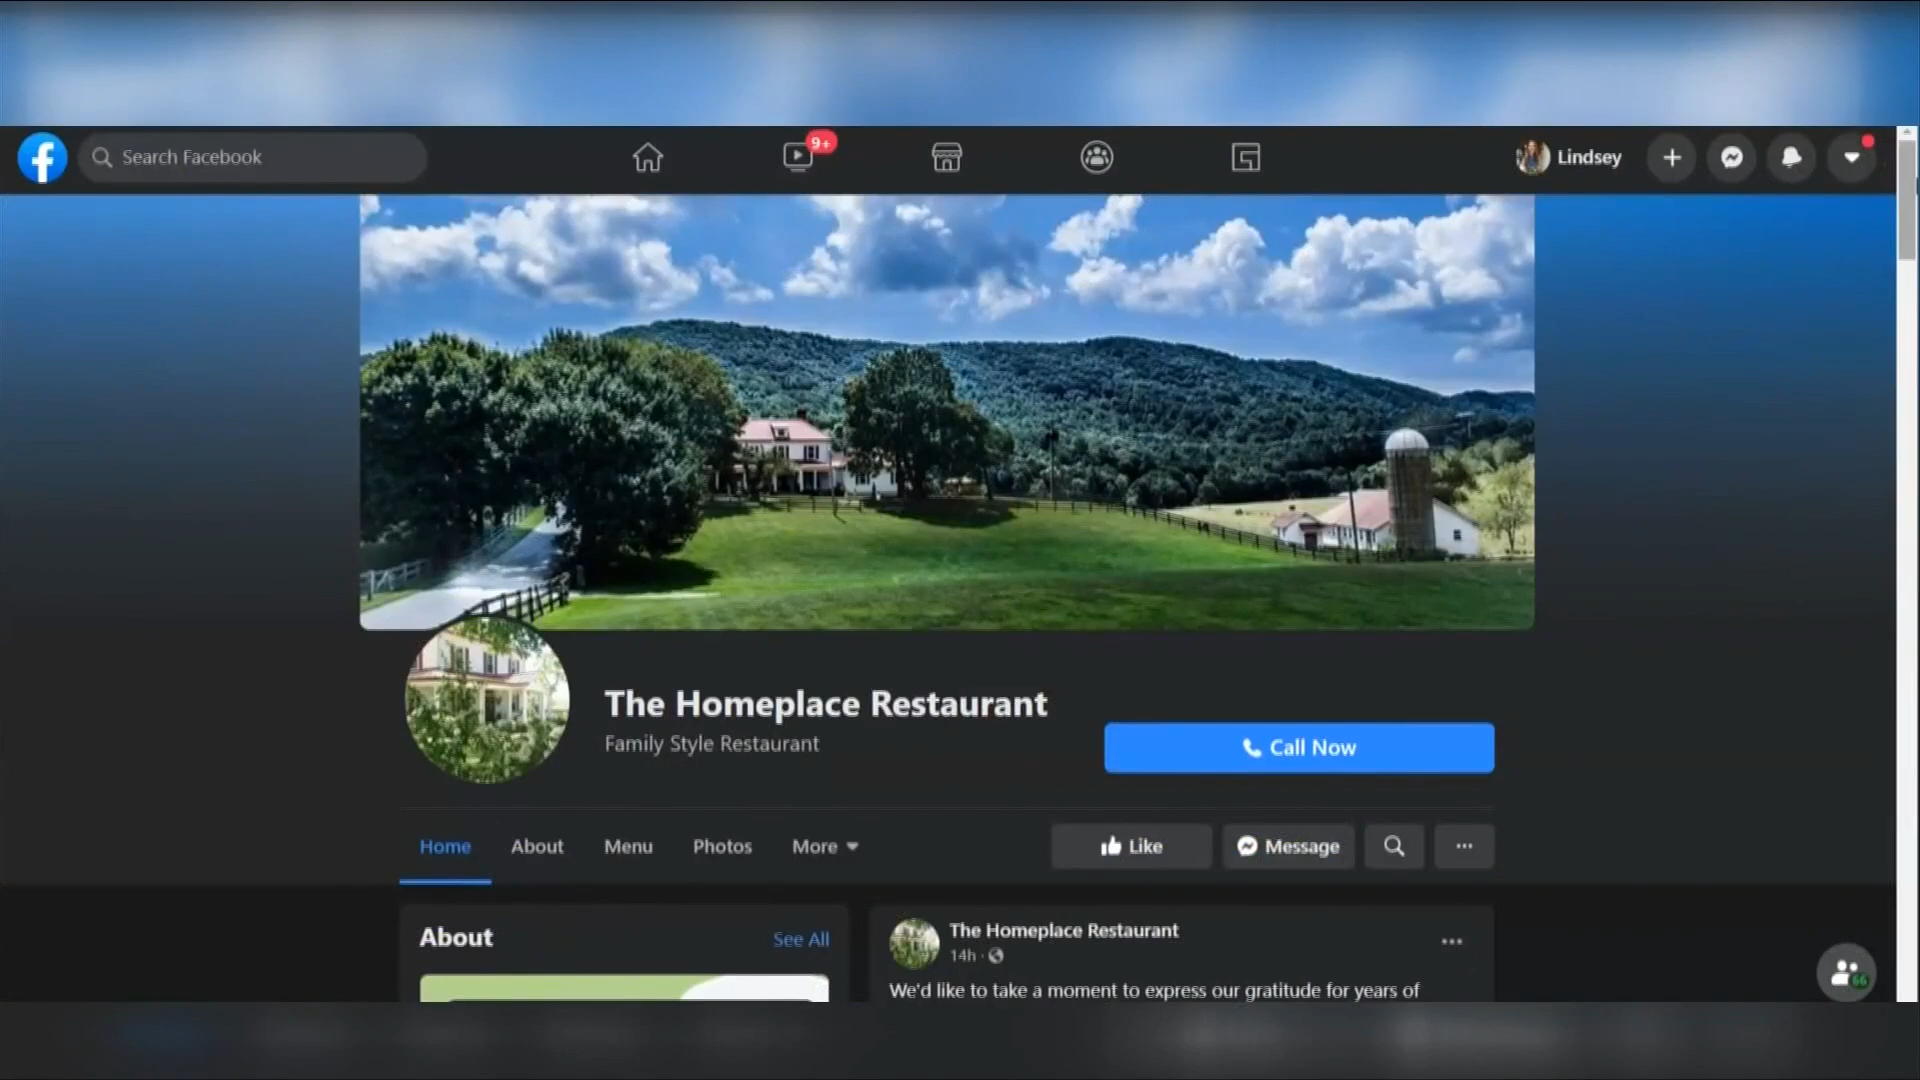 Search Facebook
9+
Lindsey
The Homeplace Restaurant
Family Style Restaurant
Call Now
Home About Menu Photos More
Like Message
About
See All
The Homeplace Restaurant
14h ·
We'd like to take a moment to express our gratitude for years of
66